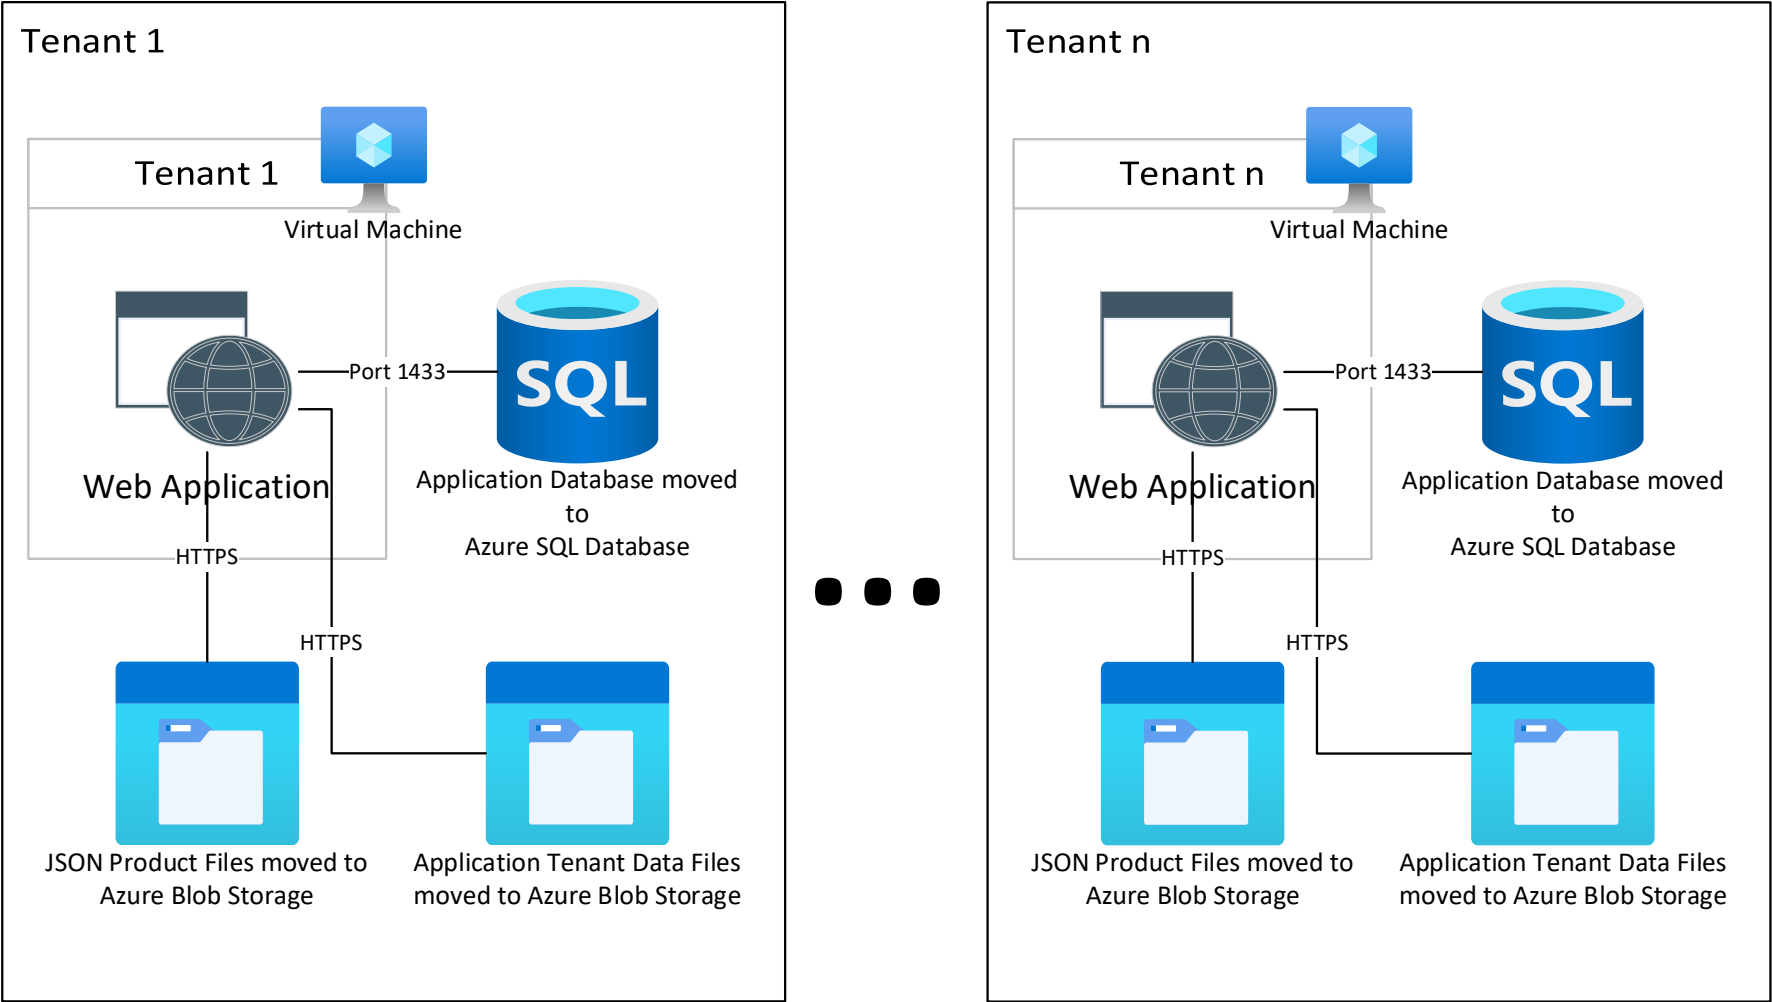 Tenant 1
Tenant 1
Virtual Machine
SQL
Port 1433
Web Application
Application Database moved
to
Azure SQL Database
HTTPS
HTTPS
JSON Product Files moved to
Azure Blob Storage
Application Tenant Data Files
moved to Azure Blob Storage
Tenant n
Tenant n
Virtual Machine
SQL
Port 1433
Web Application
Application Database moved
to
Azure SQL Database
HTTPS
HTTPS
JSON Product Files moved to
Azure Blob Storage
Application Tenant Data Files
moved to Azure Blob Storage